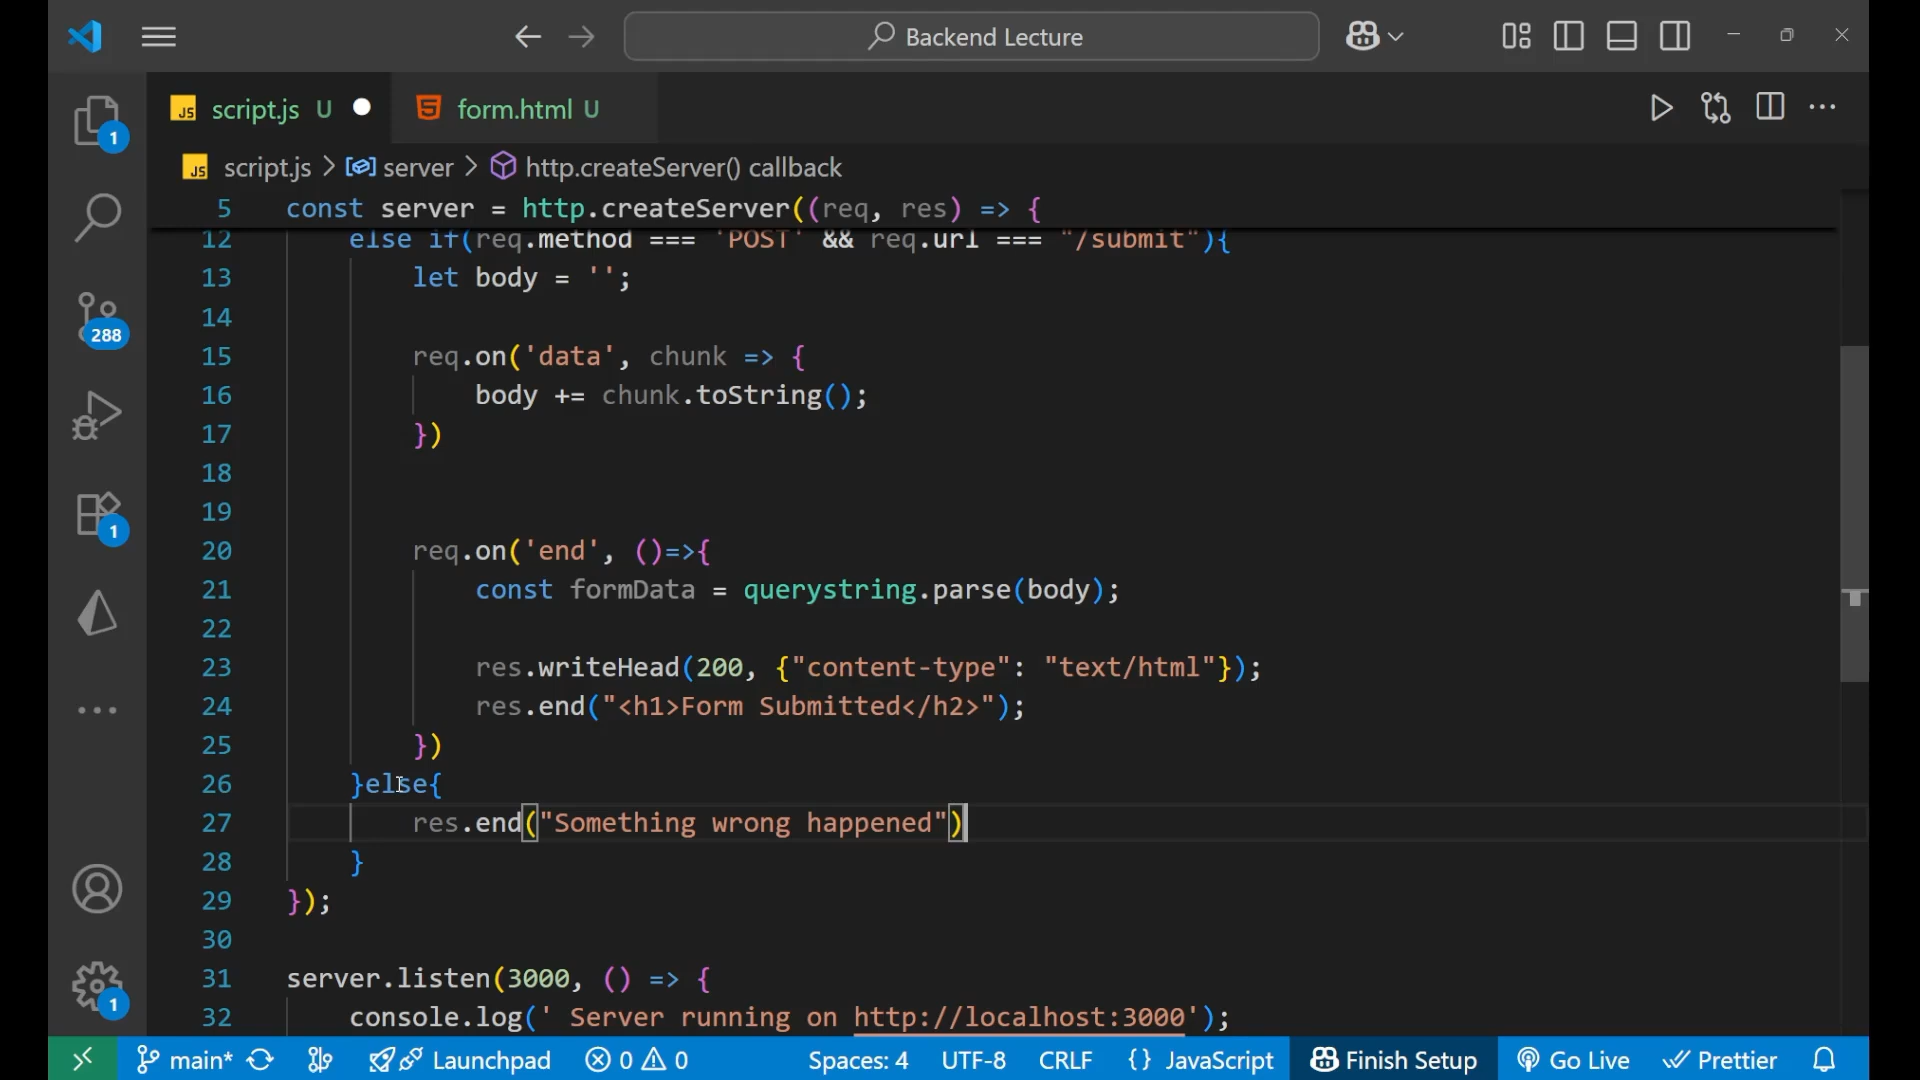 Backend Lecture
JS script.js U
form.html U
JS script.js > server > http.createServer() callback
5 const server = http.createServer((req, res) => {
12 else if(req.method === 'POST' && req.url === "/submit"){
13 let body = '';
14
15 req.on('data', chunk => {
16 body += chunk.toString();
17 })
18
19
20 req.on('end', ()=>{
21 const formData = querystring.parse(body);
22
23 res.writeHead(200, {"content-type": "text/html"});
24 res.end("<h1>Form Submitted</h2>");
25 })
26 }else{
27 res.end("Something wrong happened")
28 }
29 });
30
31 server.listen(3000, () => {
32 console.log(' Server running on http://localhost:3000');
1
288
1
1
main* Launchpad 0 0 Spaces: 4 UTF-8 CRLF {} JavaScript Finish Setup Go Live Prettier